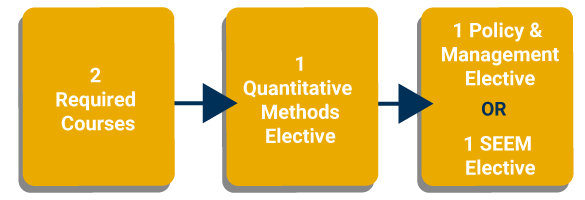 2
Required
Courses
1
Quantitative
Methods
Elective
1 Policy &
Management
Elective
OR
1 SEEM
Elective